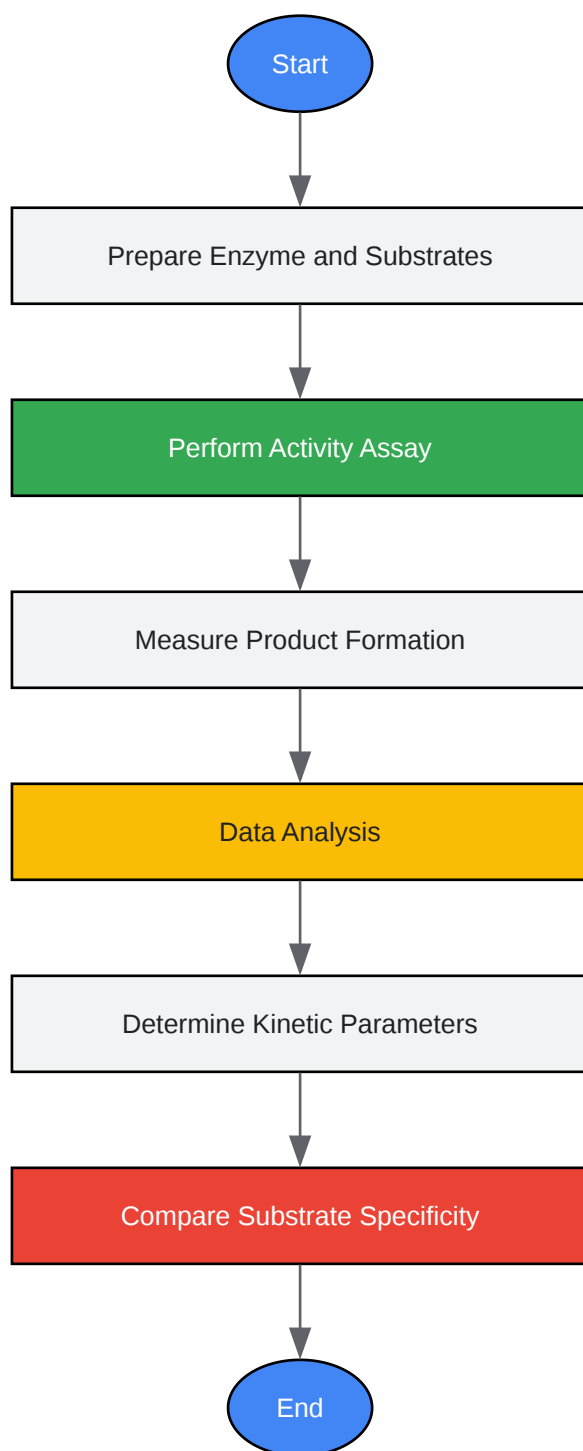 Start
Prepare Enzyme and Substrates
Perform Activity Assay
Measure Product Formation
Data Analysis
Determine Kinetic Parameters
Compare Substrate Specificity
End